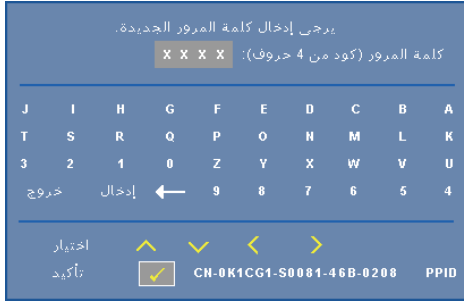 يرجى إدخال كلمة المرور الجديدة.
كلمة المرور (كود من 4 حروف): X X X X
A B C D E F G H I J
K L M N O P Q R S T
U V W X Y Z 0 1 2 3
4 5 6 7 8 9 ← إدخال خروج
اختيار
تأكيد ✓ CN-0K1CG1-S0081-46B-0208 PPID